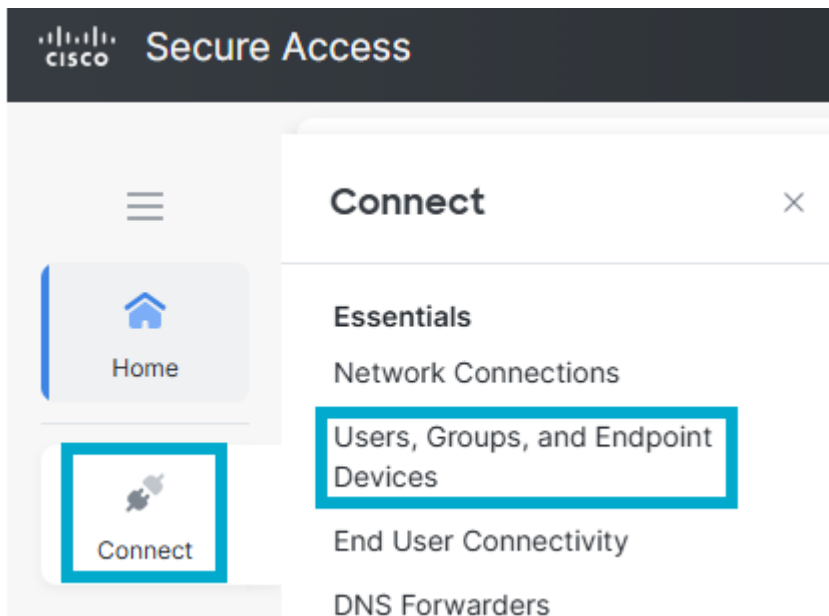 CISCO Secure Access
Connect
Home
Connect
Essentials
Network Connections
Users, Groups, and Endpoint
Devices
End User Connectivity
DNS Forwarders